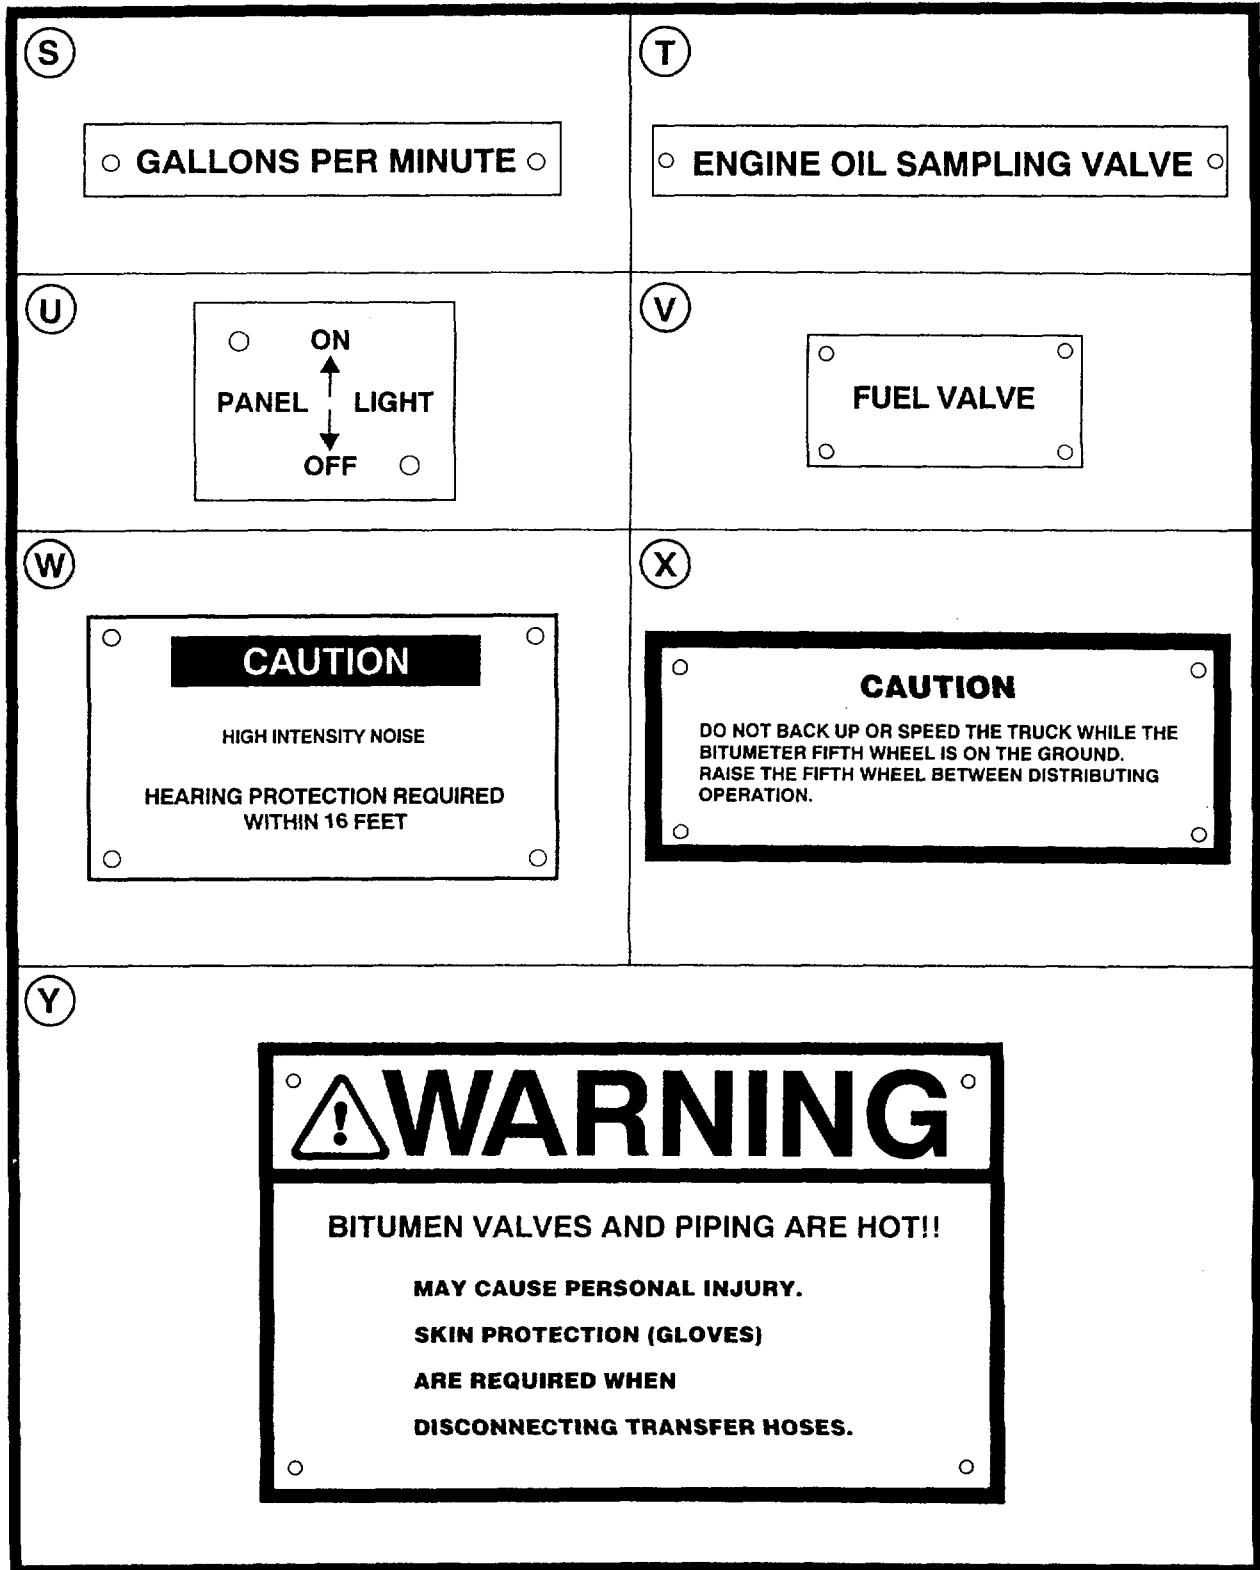 S
GALLONS PER MINUTE
T
ENGINE OIL SAMPLING VALVE
U
ON
PANEL LIGHT
OFF
V
FUEL VALVE
W
CAUTION
HIGH INTENSITY NOISE
HEARING PROTECTION REQUIRED
WITHIN 16 FEET
X
CAUTION
DO NOT BACK UP OR SPEED THE TRUCK WHILE THE
BITUMETER FIFTH WHEEL IS ON THE GROUND.
RAISE THE FIFTH WHEEL BETWEEN DISTRIBUTING
OPERATION.
Y
WARNING
BITUMEN VALVES AND PIPING ARE HOT!!
MAY CAUSE PERSONAL INJURY.
SKIN PROTECTION (GLOVES)
ARE REQUIRED WHEN
DISCONNECTING TRANSFER HOSES.